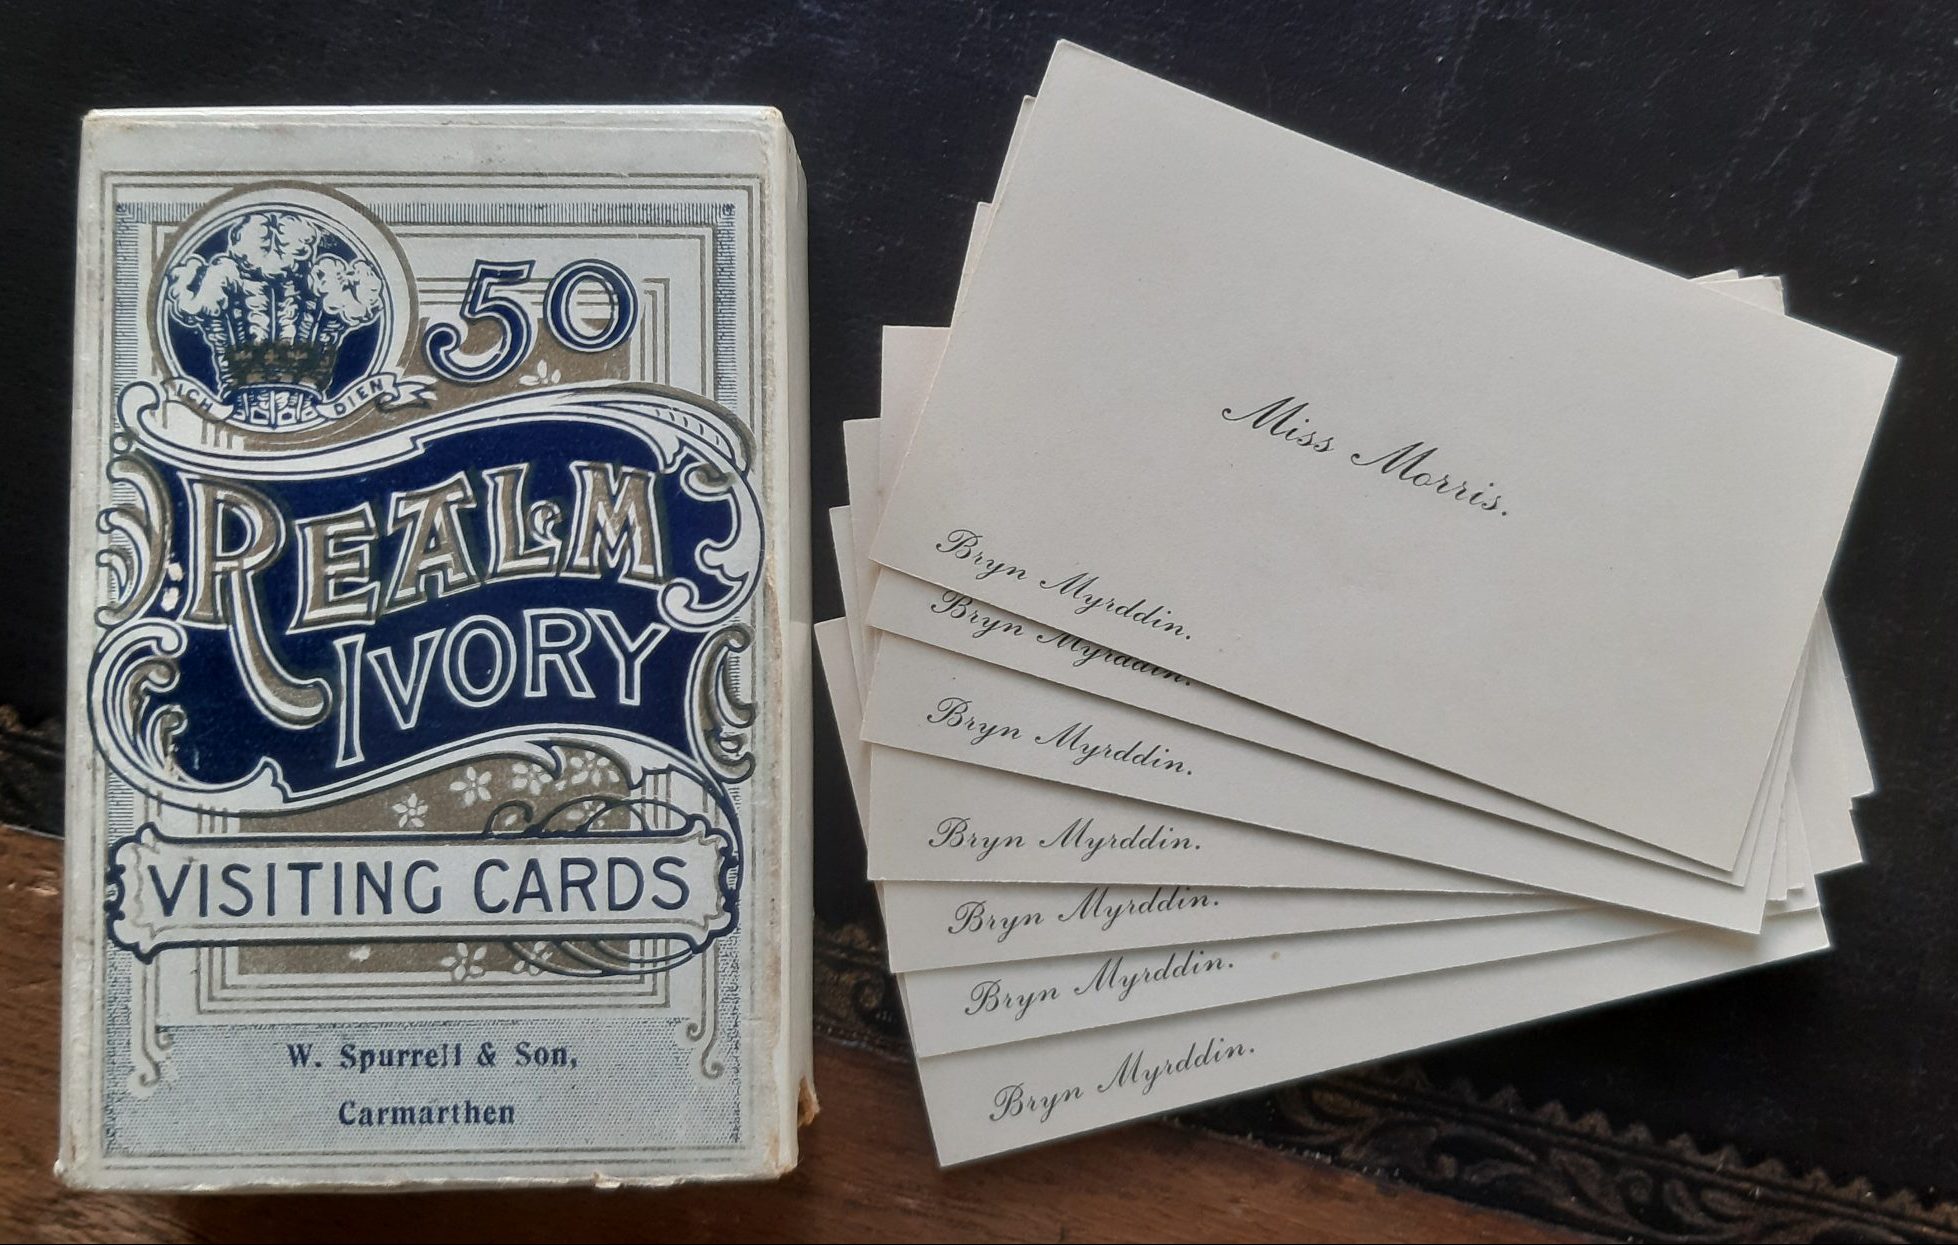 50
ICH DIEN
REALM
IVORY
VISITING CARDS
W. Spurrell & Son,
Carmarthen
Miss Morris.
Bryn Myrddin.
Bryn Myrddin.
Bryn Myrddin.
Bryn Myrddin.
Bryn Myrddin.
Bryn Myrddin.
Bryn Myrddin.